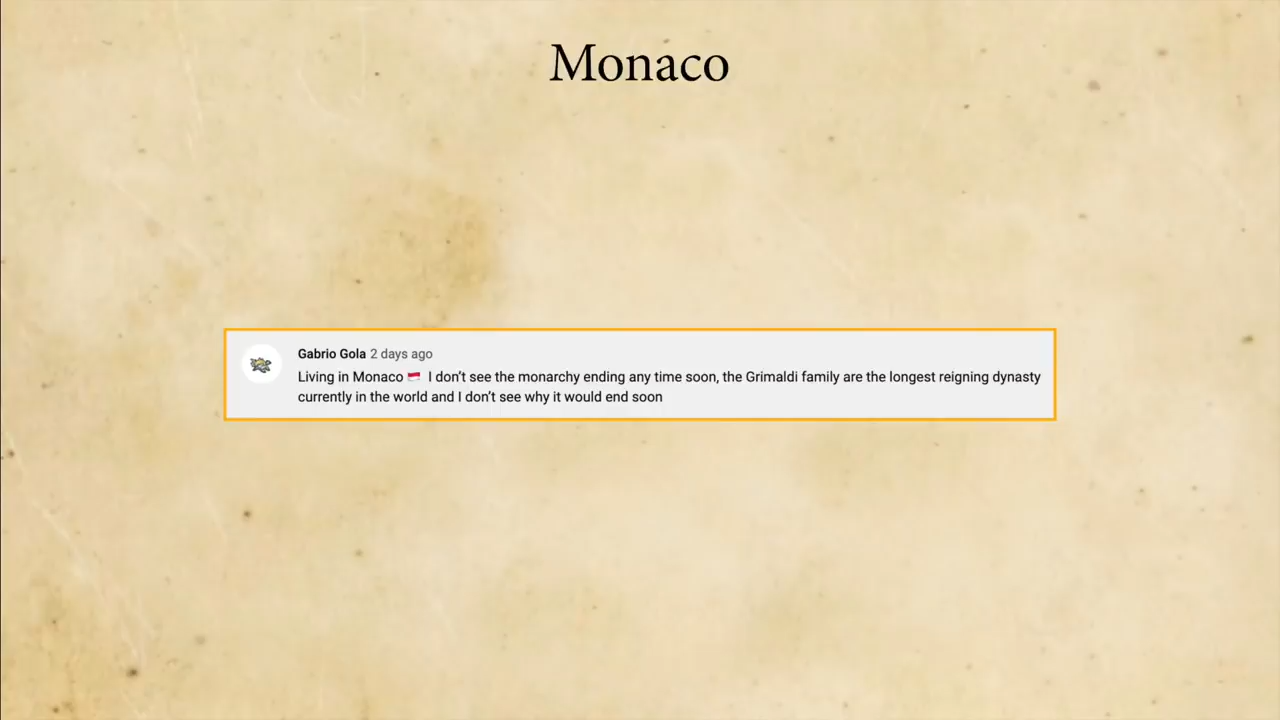 Monaco
Gabrio Gola 2 days ago
Living in Monaco 🇲🇨 I don’t see the monarchy ending any time soon, the Grimaldi family are the longest reigning dynasty
currently in the world and I don’t see why it would end soon